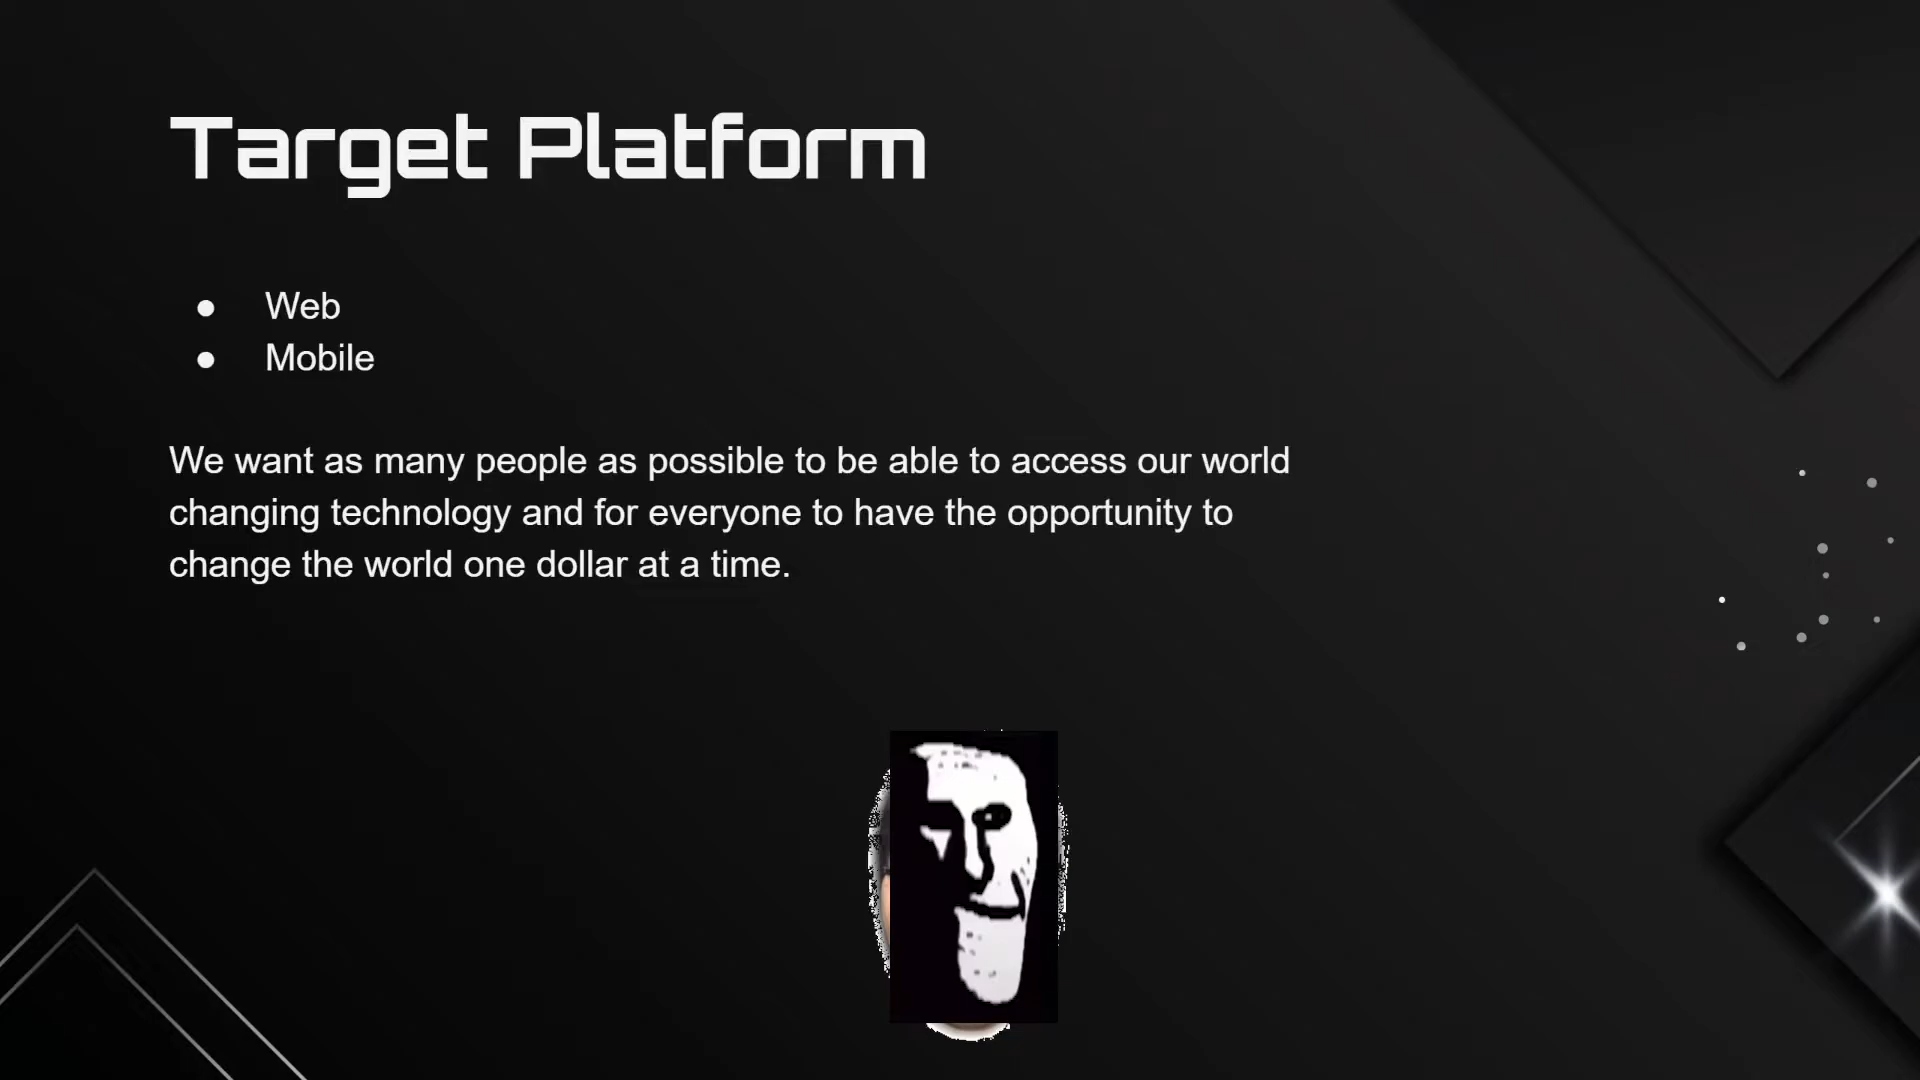 Target Platform
● Web
● Mobile
We want as many people as possible to be able to access our world
changing technology and for everyone to have the opportunity to
change the world one dollar at a time.